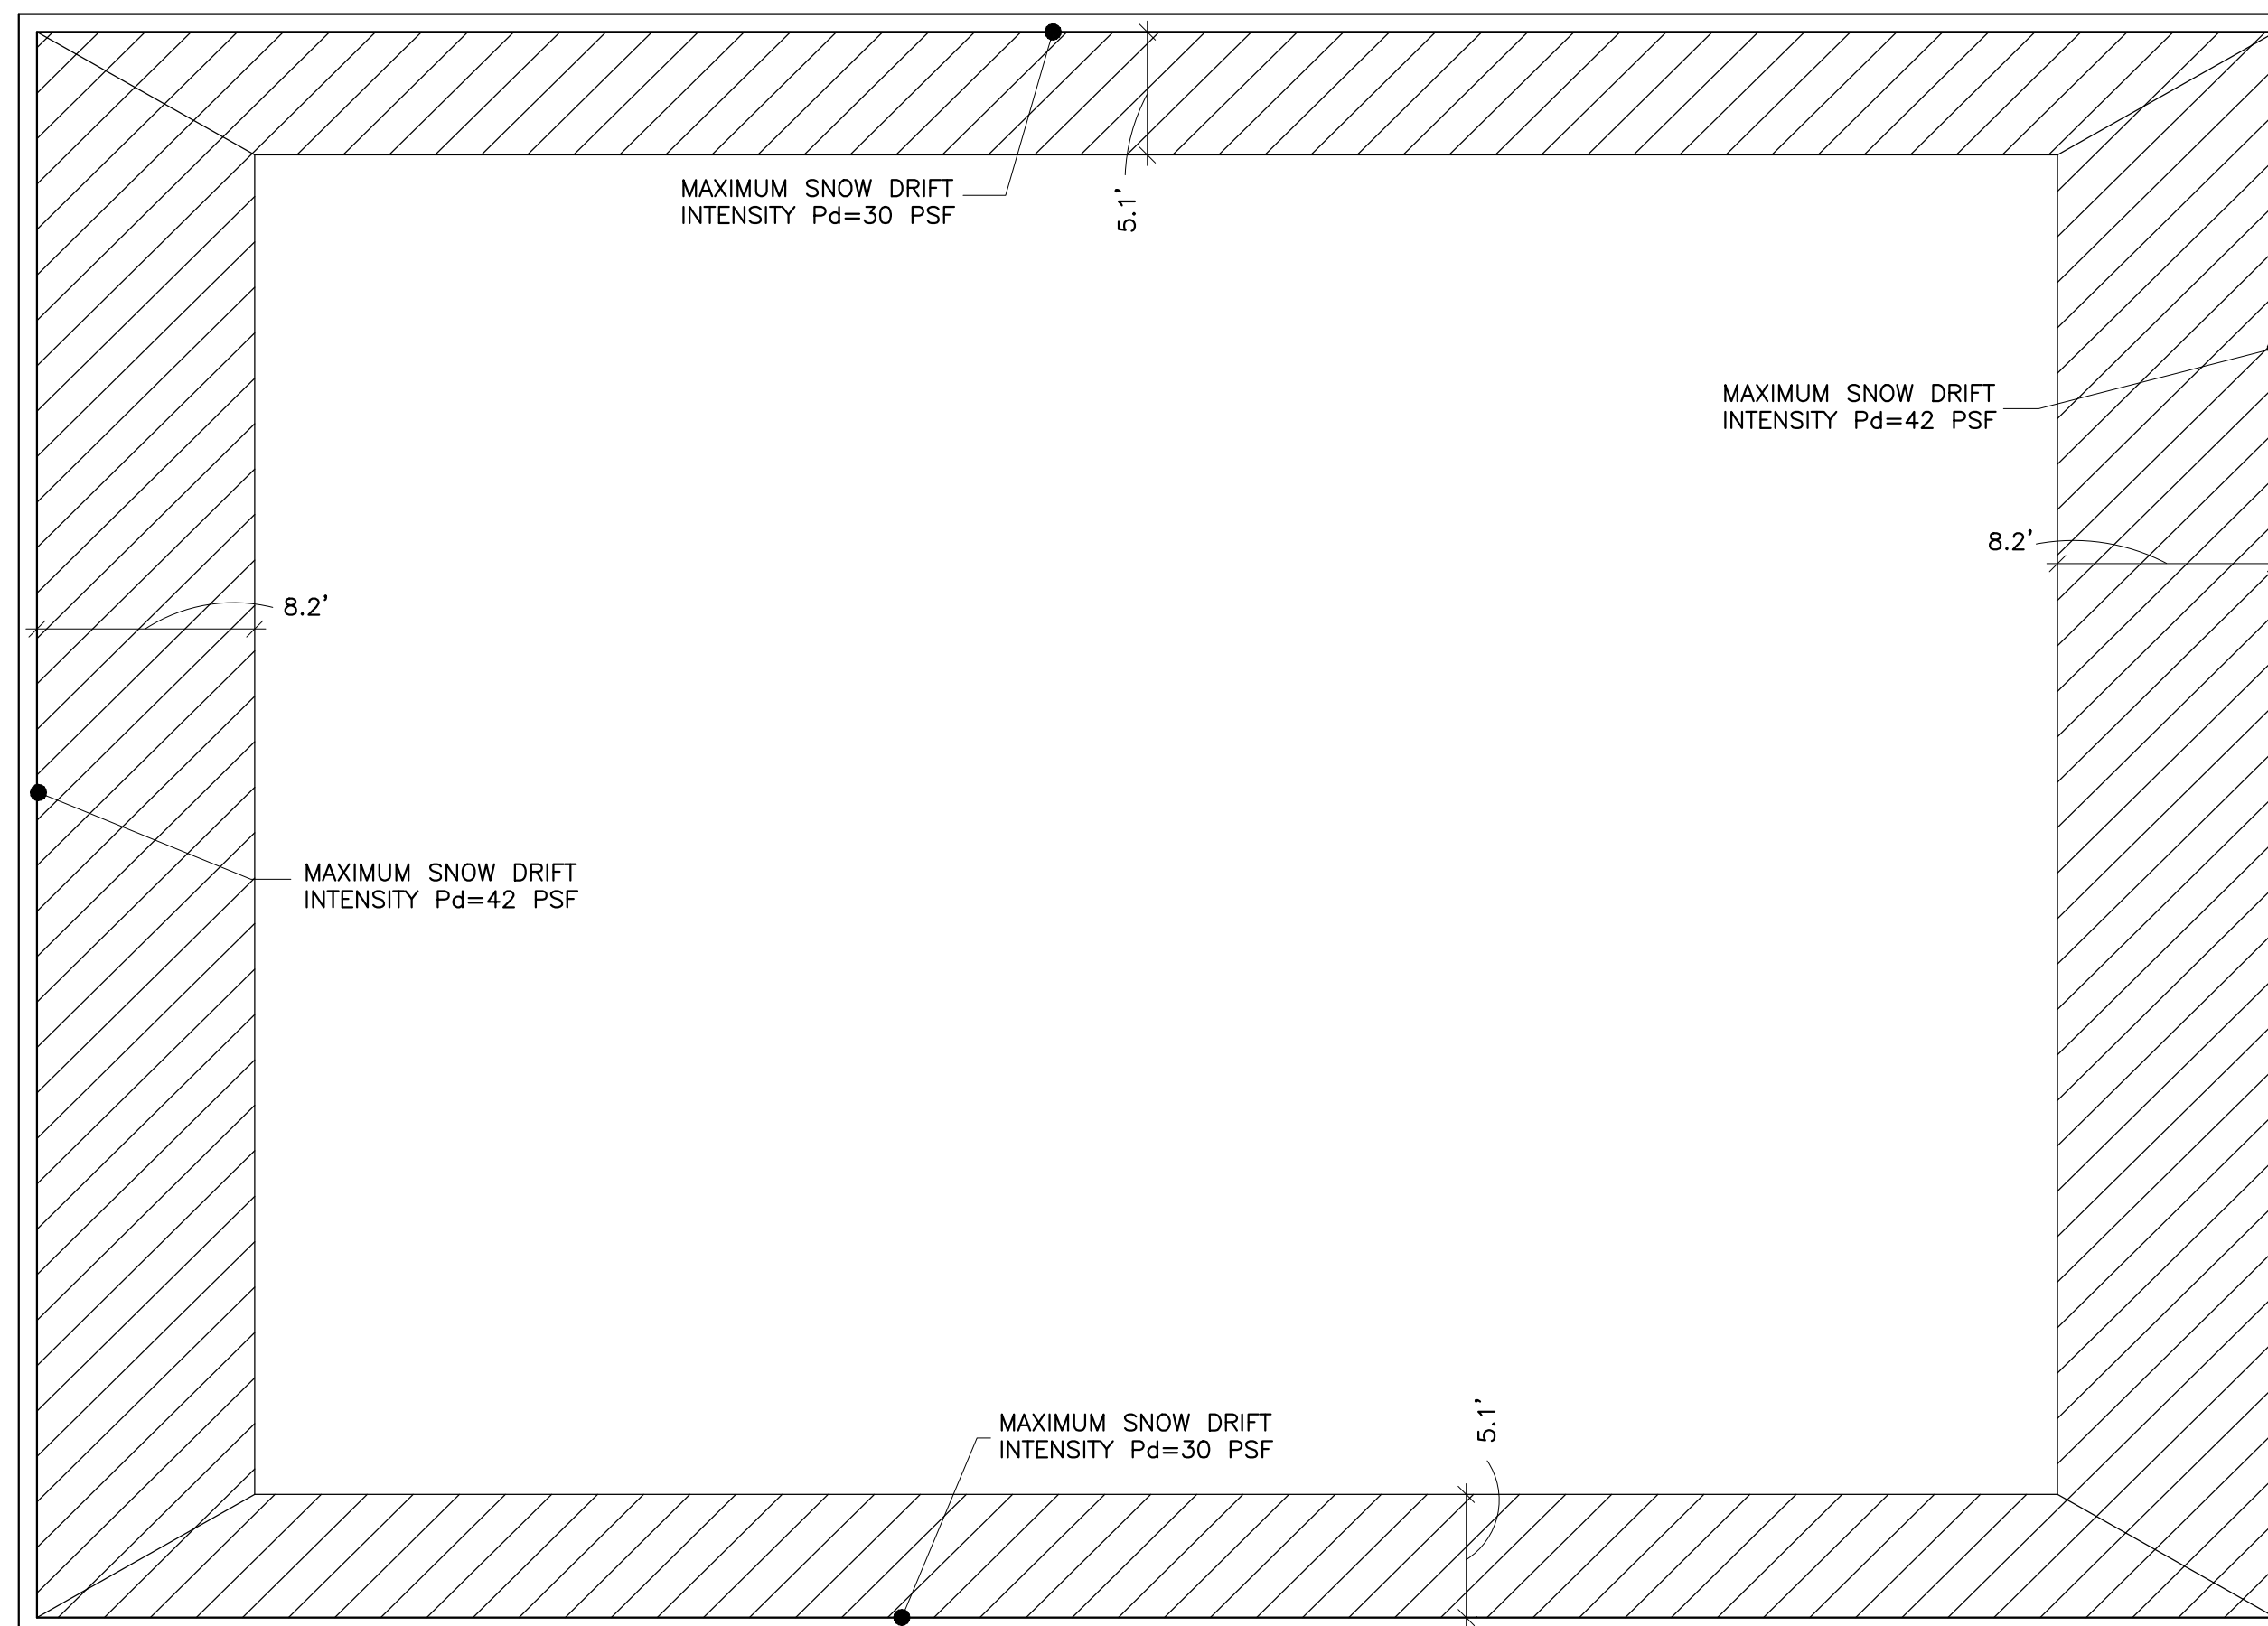 MAXIMUM SNOW DRIFT
INTENSITY Pd=30 PSF
5.1'
MAXIMUM SNOW DRIFT
INTENSITY Pd=42 PSF
8.2'
8.2'
MAXIMUM SNOW DRIFT
INTENSITY Pd=42 PSF
5.1'
MAXIMUM SNOW DRIFT
INTENSITY Pd=30 PSF